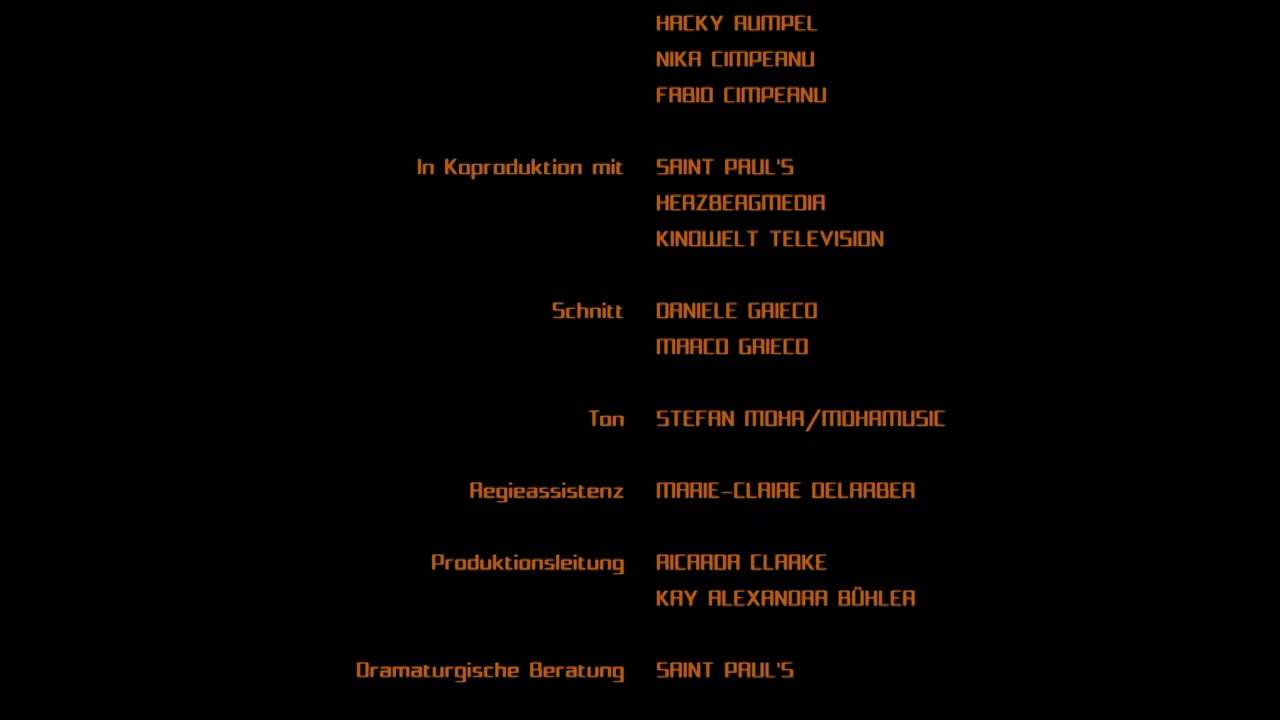 HACKY RUMPEL
NIKA CIMPEANU
FABIO CIMPEANU
In Koproduktion mit SAINT PAUL'S
HERZBERGMEDIA
KINOWELT TELEVISION
Schnitt DANIELE GRIECO
MARCO GRIECO
Ton STEFAN MOHR/MOHRMUSIC
Regieassistenz MARIE-CLAIRE DELARBER
Produktionsleitung RICARDA CLARKE
KAY ALEXANDRA BÜHLER
Dramaturgische Beratung SAINT PAUL'S